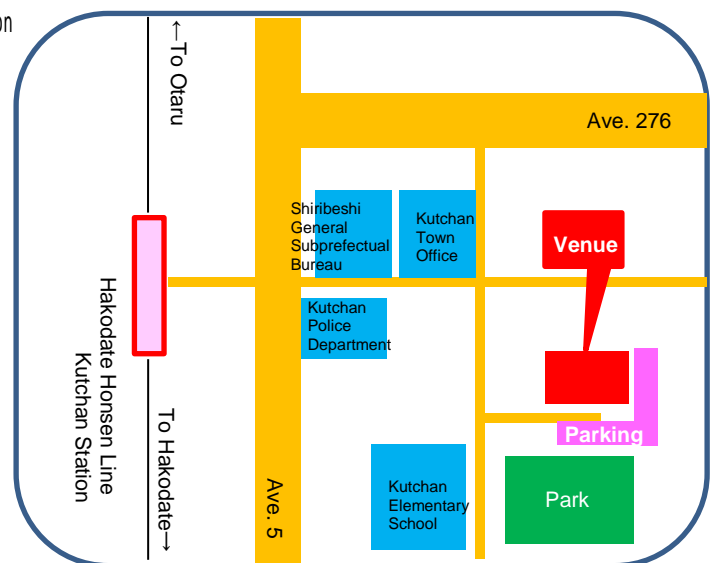 on
←To Otaru
Ave. 276
Shiribeshi
General
Subprefectual
Bureau
Kutchan
Town
Office
Venue
Kutchan
Police
Department
Hakodate Honsen Line
Kutchan Station
To Hakodate→
Ave. 5
Parking
Kutchan
Elementary
School
Park